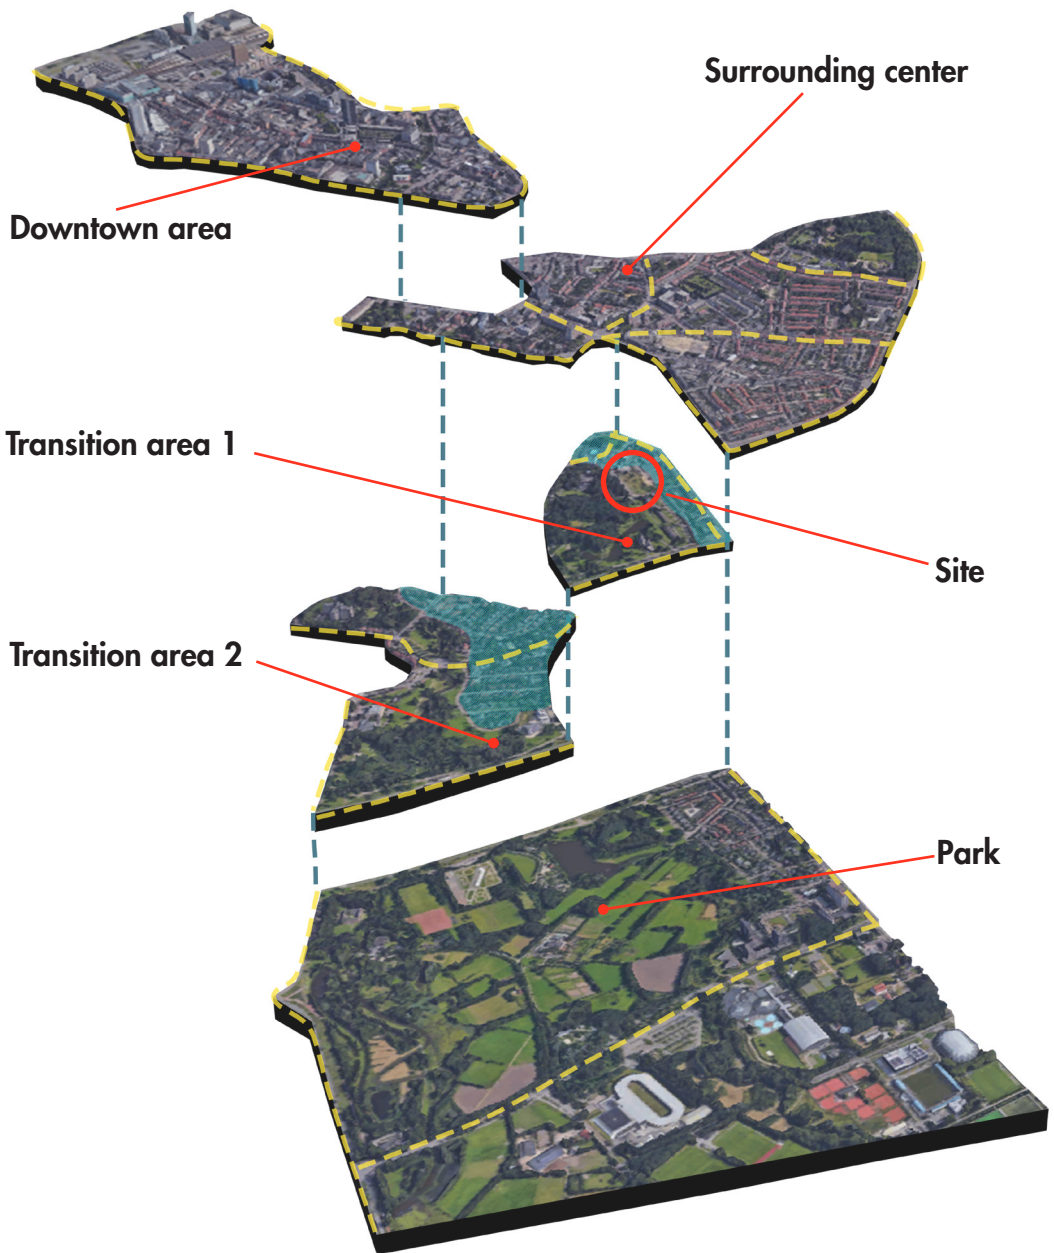 Surrounding center
Downtown area
Transition area 1
Site
Transition area 2
Park